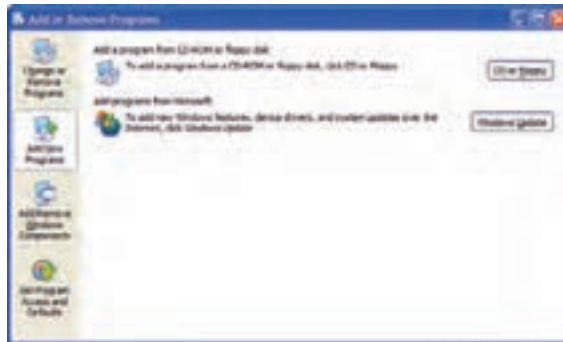 Add or Remove Programs
Change or
Remove
Programs
Add New
Programs
Add/Remove
Windows
Components
Set Program
Access and
Defaults
Add a program from CD-ROM or floppy disk
To add a program from a CD-ROM or floppy disk, click CD or Floppy.
CD or Floppy
Add programs from Microsoft
To add new Windows features, device drivers, and system updates over the
Internet, click Windows Update.
Windows Update